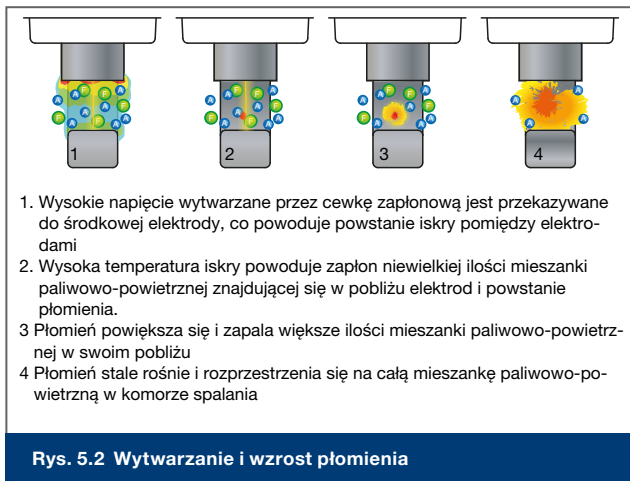 A F A F A F A F A A A A
A F A F A F A F A A A A
A F A F A F A F A A A A
A A A
1 2 3 4
1. Wysokie napięcie wytwarzane przez cewkę zapłonową jest przekazywane
do środkowej elektrody, co powoduje powstanie iskry pomiędzy elektro-
dami
2. Wysoka temperatura iskry powoduje zapłon niewielkiej ilości mieszanki
paliwowo-powietrznej znajdującej się w pobliżu elektrod i powstanie
płomienia.
3 Płomień powiększa się i zapala większe ilości mieszanki paliwowo-powietrz-
nej w swoim pobliżu
4 Płomień stale rośnie i rozprzestrzenia się na całą mieszankę paliwowo-po-
wietrzną w komorze spalania
Rys. 5.2 Wytwarzanie i wzrost płomienia